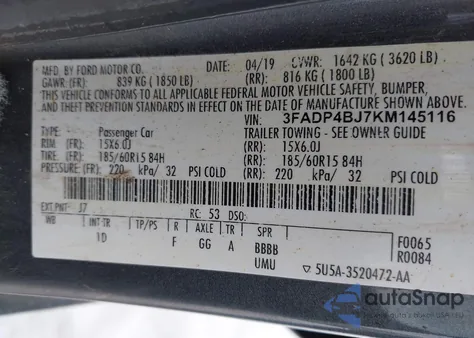 MFD. BY FORD MOTOR CO.
DATE: 04/19 GVWR: 1642 KG (3620 LB)
GAWR: (FR): 839 KG (1850 LB) (RR): 816 KG (1800 LB)
THIS VEHICLE CONFORMS TO ALL APPLICABLE FEDERAL MOTOR VEHICLE SAFETY, BUMPER,
AND THEFT PREVENTION STANDARDS IN EFFECT ON THE DATE OF MANUFACTURE SHOWN ABOVE.
VIN: 3FADP4BJ7KM145116
TYPE: Passenger Car TRAILER TOWING - SEE OWNER GUIDE
RIM: (FR): 15X6.0J (RR): 15X6.0J
TIRE: (FR): 185/60R15 84H (RR): 185/60R15 84H
PRESSURE: (FR): 220 kPa/ 32 PSI COLD (RR): 220 kPa/ 32 PSI COLD
EXT PNT: J7 RC: 53 DSO:
WB INT TR TP/PS R AXLE TR SPR
1D F GG A BBBB
UMU
F0065
R0084
▽ 5U5A-3520472-AA
autoSnap